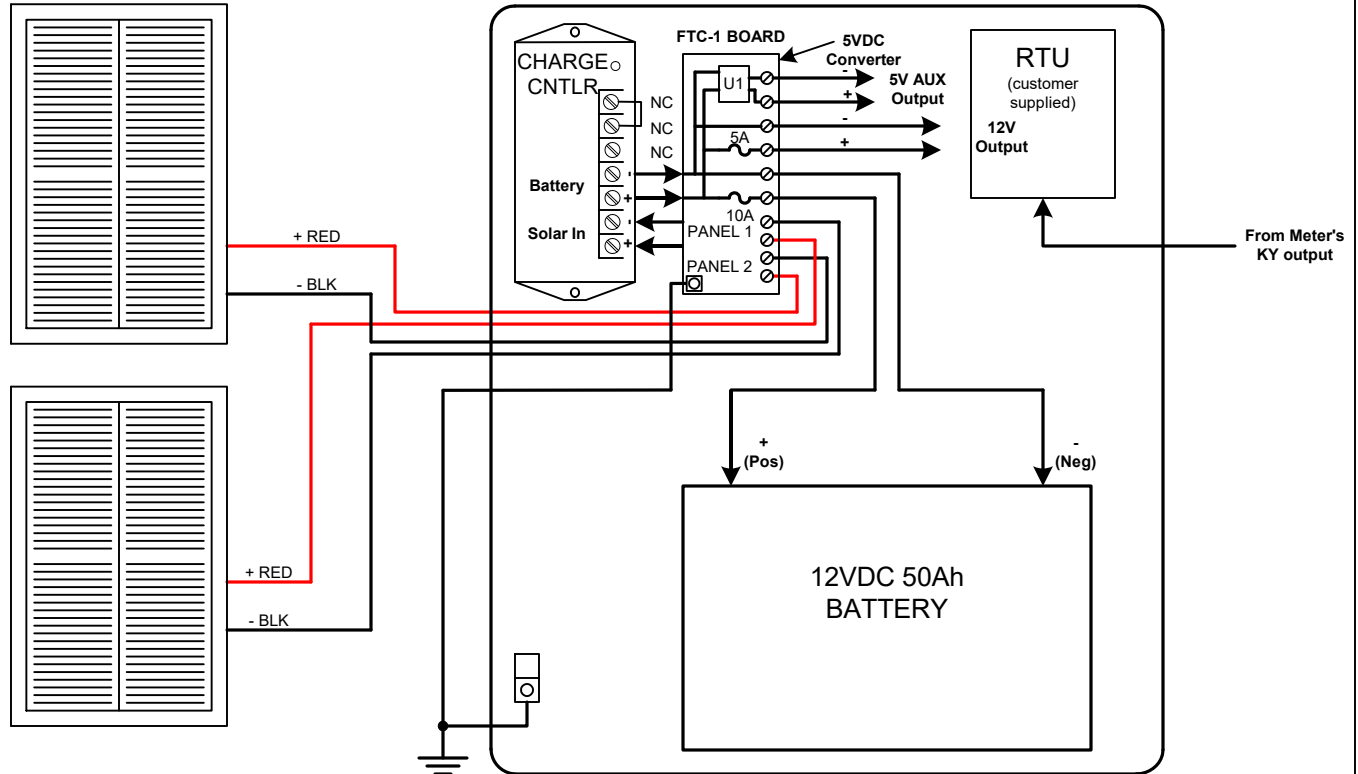 FTC-1 BOARD
5VDC
Converter
CHARGE
CNTLR
NC
NC
NC
Battery
-
+
Solar In
-
+
U1
5A
10A
PANEL 1
PANEL 2
-
+
5V AUX
Output
-
+
12V
Output
RTU
(customer
supplied)
From Meter's
KY output
+ RED
- BLK
+ RED
- BLK
+
(Pos)
-
(Neg)
12VDC 50Ah
BATTERY